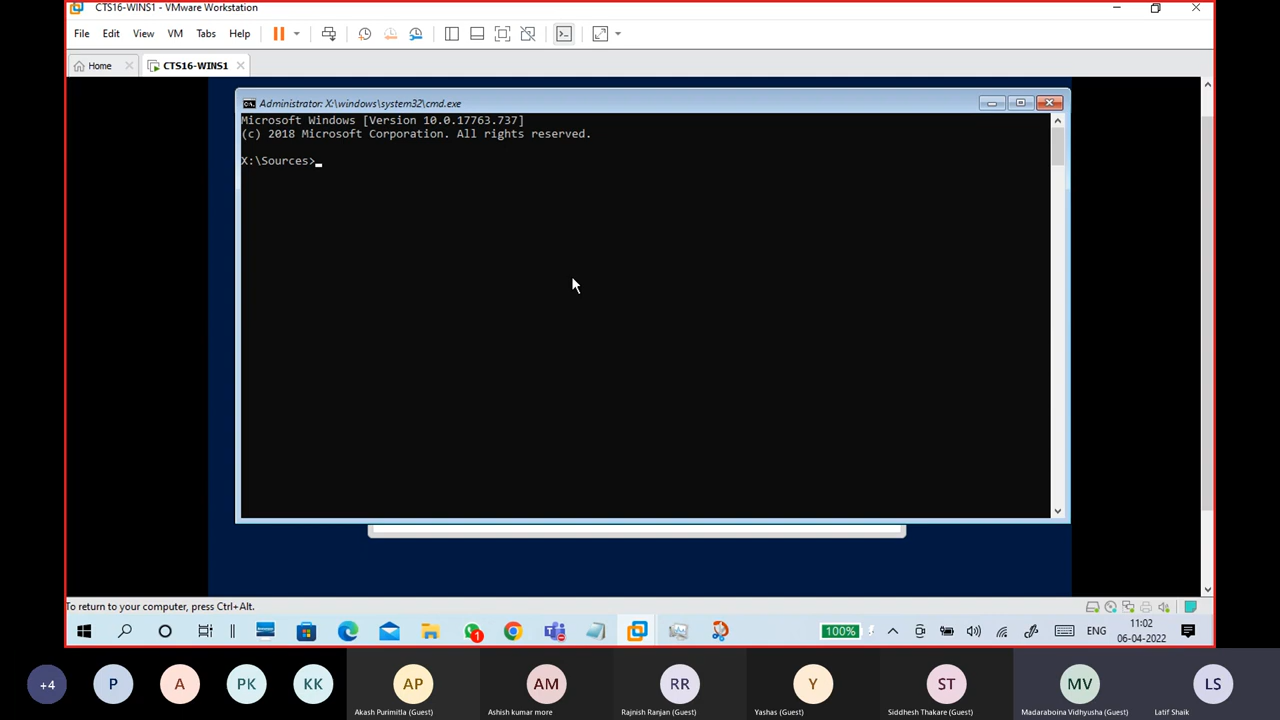 CTS16-WINS1 - VMware Workstation
File Edit View VM Tabs Help
Home CTS16-WINS1
Administrator: X:\windows\system32\cmd.exe
Microsoft Windows [Version 10.0.17763.737]
(c) 2018 Microsoft Corporation. All rights reserved.
X:\Sources>
To return to your computer, press Ctrl+Alt.
1
100%
ENG
11:02
06-04-2022
+4 P A PK KK AP AM RR Y ST MV LS
Akash Purimitla (Guest) Ashish kumar more Rajnish Ranjan (Guest) Yashas (Guest) Siddhesh Thakare (Guest) Madaraboina Vidhyusha (Guest) Latif Shaik